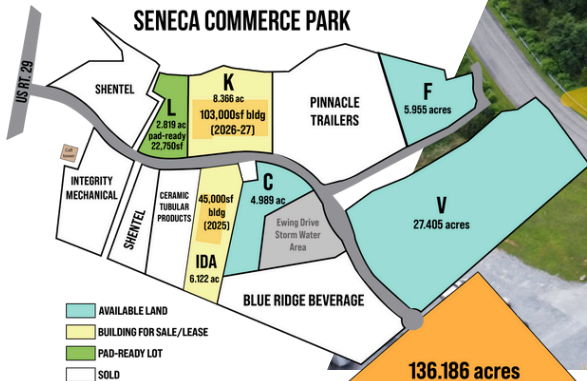 SENECA COMMERCE PARK
US RT. 29
SHENTEL
L
2.819 ac
pad-ready
22,750sf
K
8.366 ac
103,000sf bldg
(2026-27)
PINNACLE
TRAILERS
F
5.955 acres
Cell
tower
INTEGRITY
MECHANICAL
SHENTEL
CERAMIC
TUBULAR
PRODUCTS
45,000sf
bldg
(2025)
IDA
6.122 ac
C
4.989 ac
Ewing Drive
Storm Water
Area
V
27.405 acres
BLUE RIDGE BEVERAGE
AVAILABLE LAND
BUILDING FOR SALE/LEASE
PAD-READY LOT
SOLD
136.186 acres